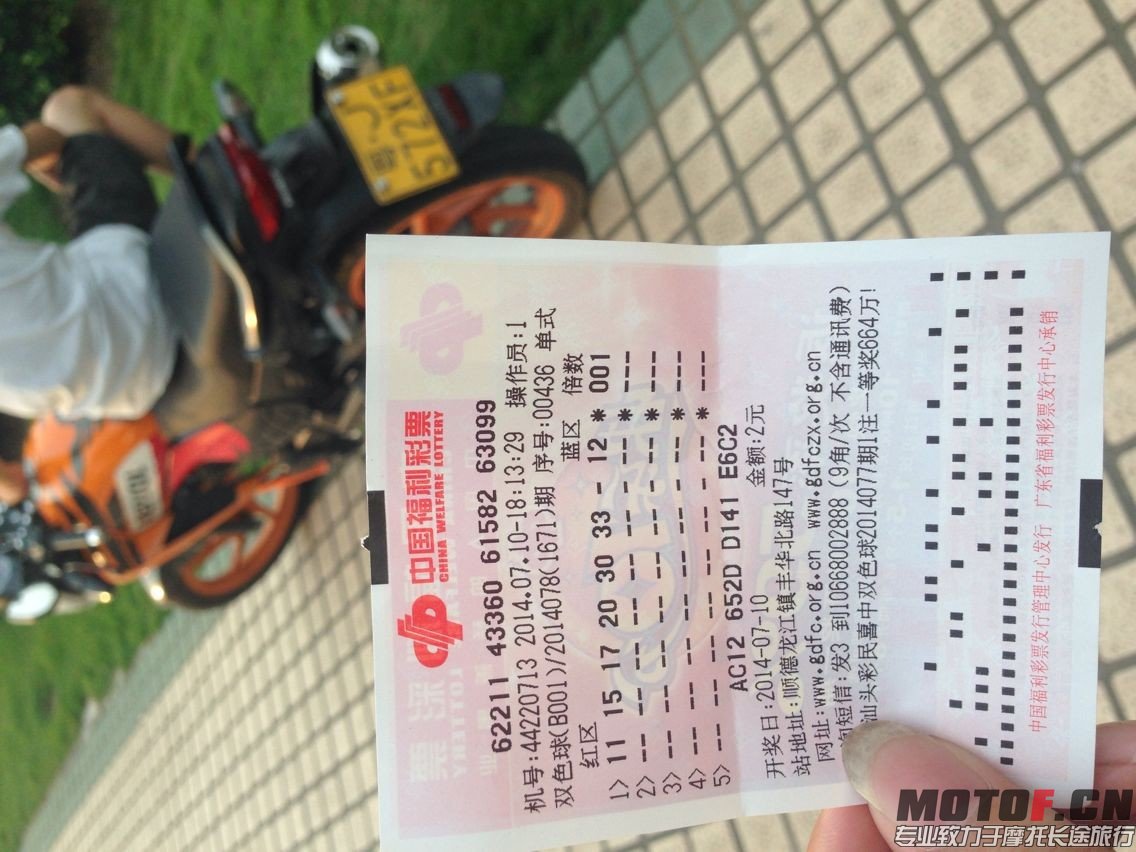 中国福利彩票
CHINA WELFARE LOTTERY
62211 43360 61582 63099
机号:44220713 2014.07.10-18:13:29 操作员:1
双色球(B001)/2014078(1671)期 序号:00436 单式
红区 蓝区 倍数
1> 11 15 17 20 30 33 - 12 * 001
2> -- -- -- -- -- -- - -- * ---
3> -- -- -- -- -- -- - -- * ---
4> -- -- -- -- -- -- - -- * ---
5> -- -- -- -- -- -- - -- * ---
AC12 652D D141 E6C2
开奖日:2014-07-10 金额:2元
站地址:顺德龙江镇丰华北路147号
网址:www.gdfc.org.cn www.gdfczx.org.cn
短信:发3 到10668002888(9角/次 不含通讯费)
汕头彩民喜中双色球2014077期1注一等奖664万!
中国福利彩票发行管理中心发行 广东省福利彩票发行中心承销
粤·J
572XF
MOTOF.CN
专业致力于摩托长途旅行